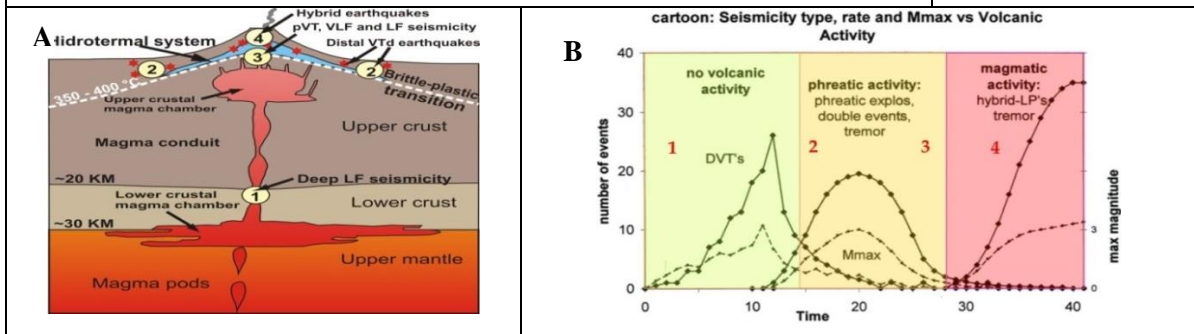 A
Hybrid earthquakes
pVT, VLF and LF seismicity
Hidrotermal system
4
Distal VTd earthquakes
3
2
2
350 - 400 °C
Brittle-plastic
transition
Upper crustal
magma chamber
Upper crust
Magma conduit
~20 KM
Deep LF seismicity
1
Lower crustal
magma chamber
Lower crust
~30 KM
Upper mantle
Magma pods
B
cartoon: Seismicity type, rate and Mmax vs Volcanic
Activity
40
30
20
10
0
number of events
no volcanic
activity
1
DVT's
phreatic activity:
phreatic explos,
double events,
tremor
2
3
Mmax
magmatic
activity:
hybrid-LP's,
tremor
4
3
0
max magnitude
0
10
20
30
40
Time